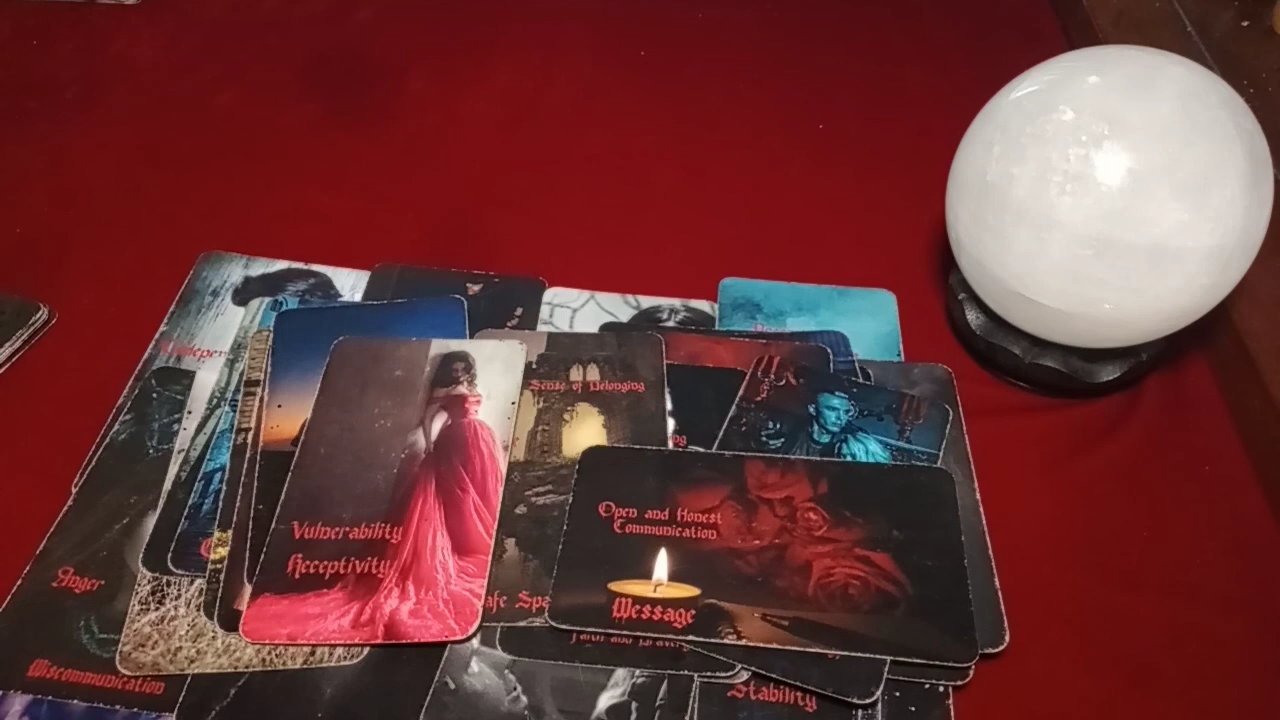 Sense of Belonging
Open and Honest
Communication
Vulnerability
Receptivity
Anger
Message
Miscommunication
Stability